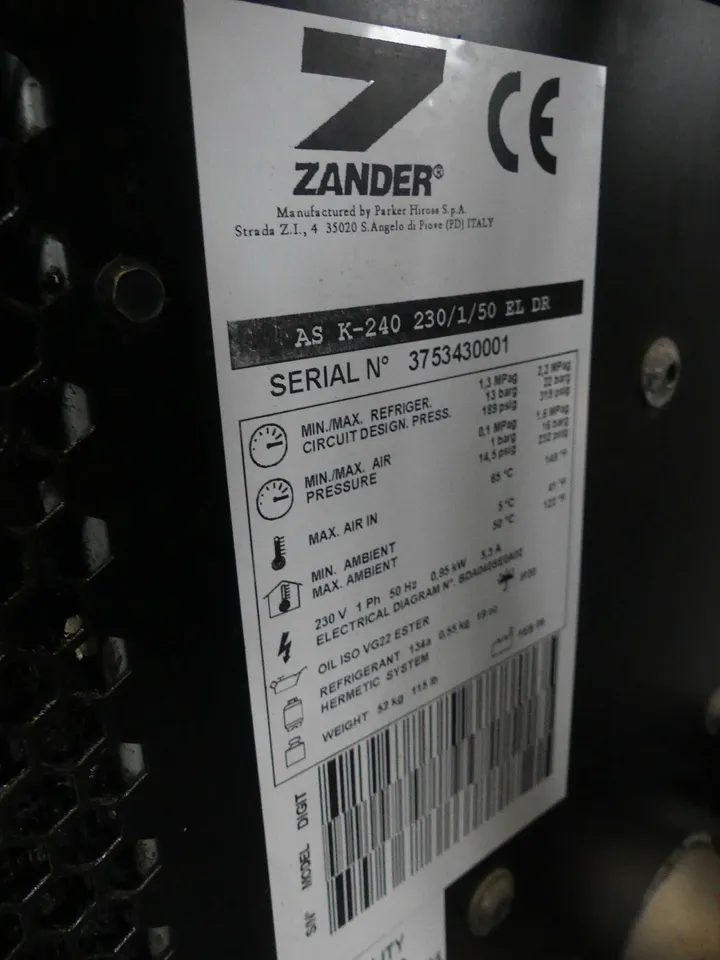 ZANDER®
CE
Manufactured by Parker Hiross S.p.A.
Strada Z.I., 4 35020 S.Angelo di Piove (PD) ITALY
AS K-240 230/1/50 EL DR
SERIAL N° 3753430001
MIN./MAX. REFRIGER. 1,3 MPag 2,2 MPag
CIRCUIT DESIGN. PRESS. 13 barg 22 barg
189 psig 319 psig
MIN./MAX. AIR 0,1 MPag 1,6 MPag
PRESSURE 1 barg 16 barg
14,5 psig 232 psig
MAX. AIR IN 65 °C 149 °F
MIN. AMBIENT 5 °C 41 °F
MAX. AMBIENT 50 °C 122 °F
230 V 1 Ph 50 Hz 0,95 kW 5,3 A
ELECTRICAL DIAGRAM N°.
OIL ISO VG22 ESTER
REFRIGERANT 134a 0,55 kg 19 oz
HERMETIC SYSTEM
WEIGHT 52 kg 115 lb
S/N° MODEL DIGIT